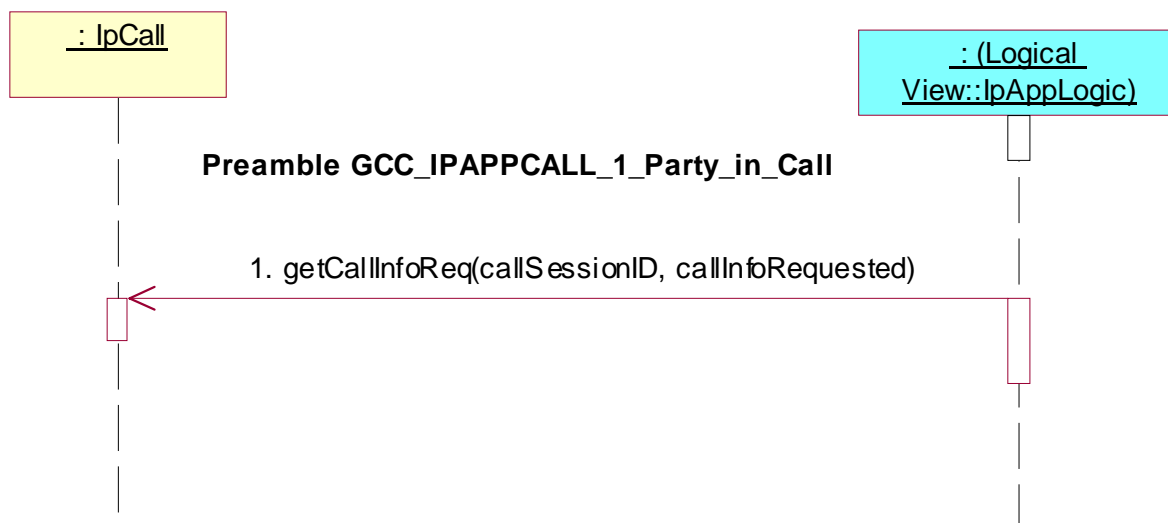 : IpCall
: (Logical
View::IpAppLogic)
Preamble GCC_IPAPPCALL_1_Party_in_Call
1. getCallInfoReq(callSessionID, callInfoRequested)